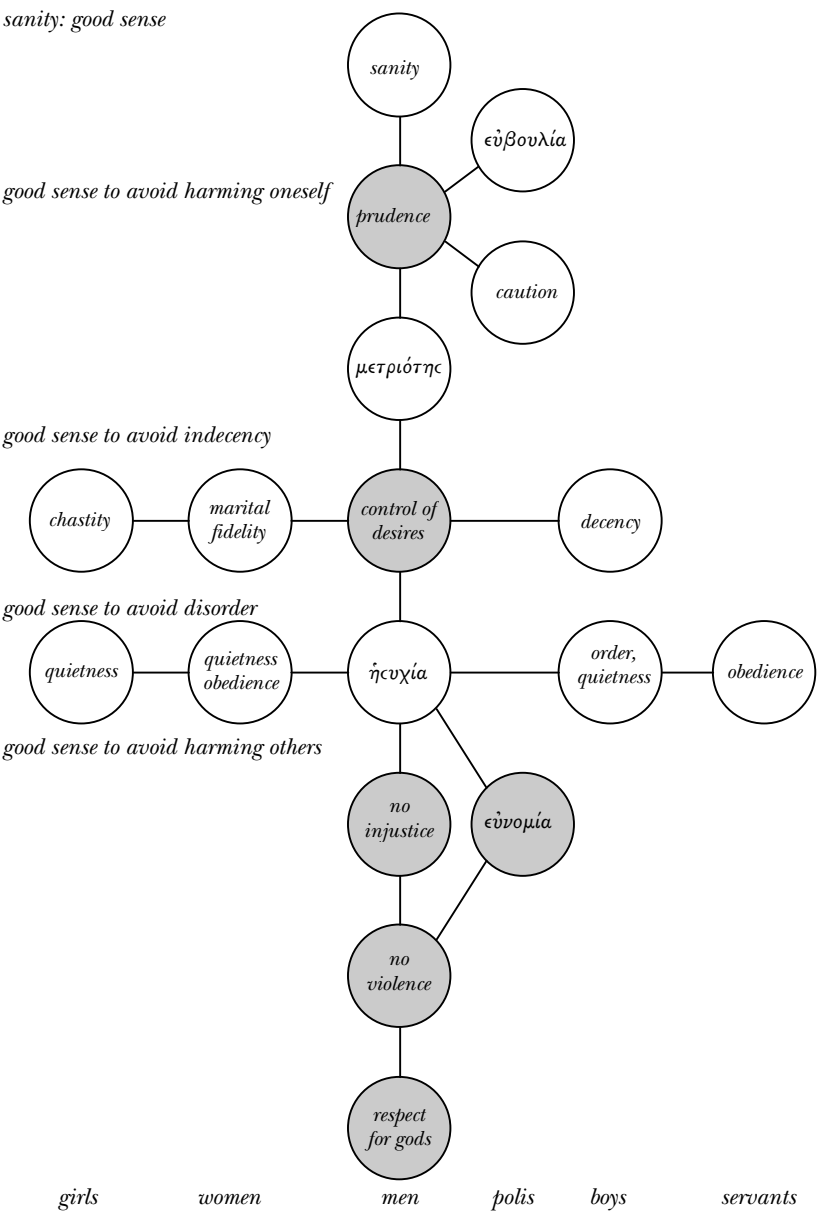 sanity: good sense
sanity
εὐβουλία
good sense to avoid harming oneself
prudence
caution
μετριότηϲ
good sense to avoid indecency
chastity
marital
fidelity
control of
desires
decency
good sense to avoid disorder
quietness
quietness
obedience
ἡϲυχία
order,
quietness
obedience
good sense to avoid harming others
no
injustice
εὐνομία
no
violence
respect
for gods
girls women men polis boys servants